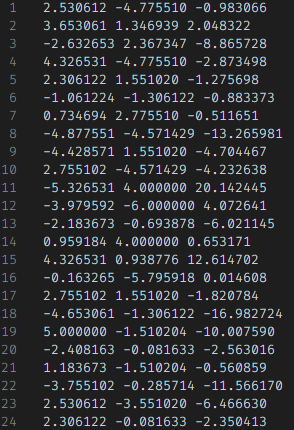 1 2.530612 -4.775510 -0.983066
2 3.653061 1.346939 2.048322
3 -2.632653 2.367347 -8.865728
4 4.326531 -4.775510 -2.873498
5 2.306122 1.551020 -1.275698
6 -1.061224 -1.306122 -0.883373
7 0.734694 2.775510 -0.511651
8 -4.877551 -4.571429 -13.265981
9 -4.428571 1.551020 -4.704467
10 2.755102 -4.571429 -4.232638
11 -5.326531 4.000000 20.142445
12 -3.979592 -6.000000 4.072641
13 -2.183673 -0.693878 -6.021145
14 0.959184 4.000000 0.653171
15 4.326531 0.938776 12.614702
16 -0.163265 -5.795918 0.014608
17 2.755102 1.551020 -1.820784
18 -4.653061 -1.306122 -16.982724
19 5.000000 -1.510204 -10.007590
20 -2.408163 -0.081633 -2.563016
21 1.183673 -1.510204 -0.560859
22 -3.755102 -0.285714 -11.566170
23 2.530612 -3.551020 -6.466630
24 2.306122 -0.081633 -2.350413